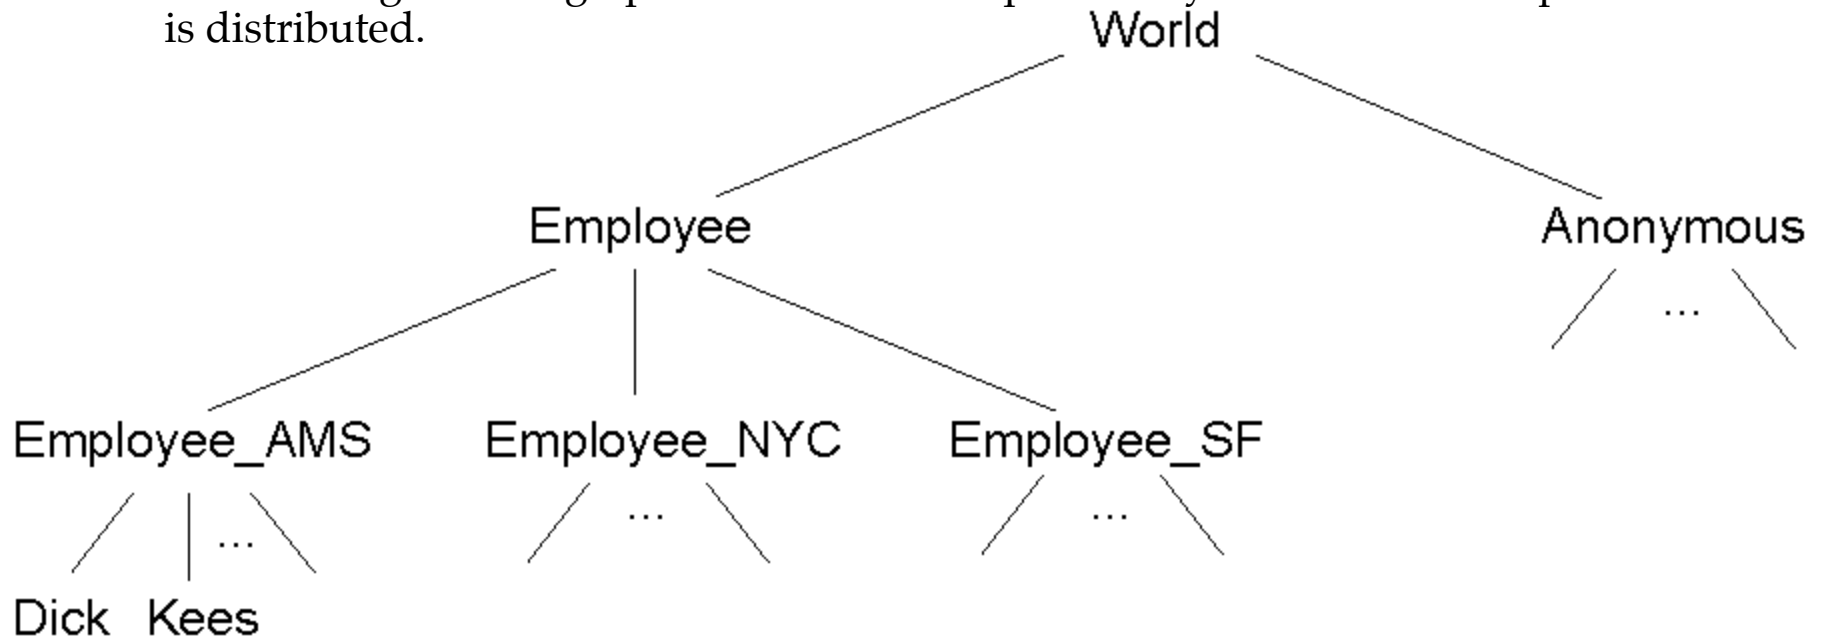 is distributed.
World
Employee
Anonymous
...
Employee_AMS
Employee_NYC
Employee_SF
...
...
...
Dick
Kees